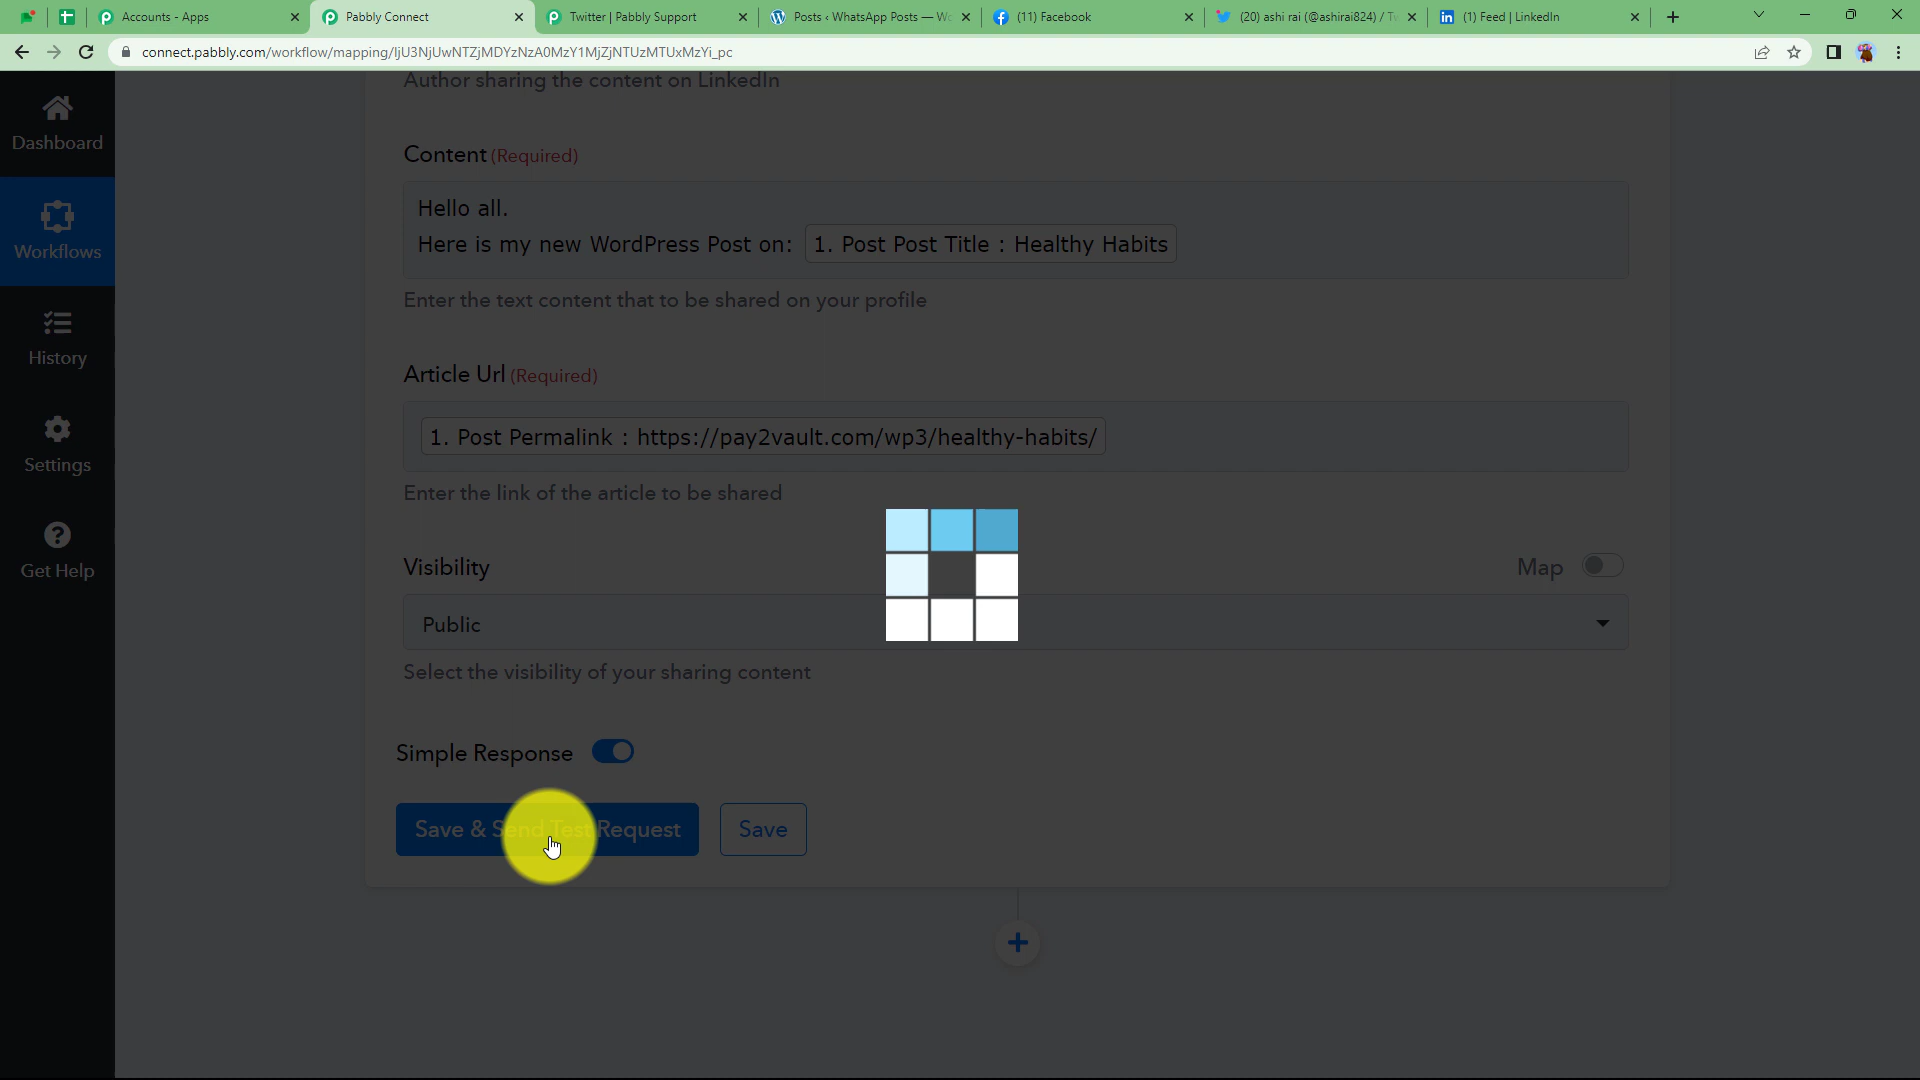 Accounts - Apps
Pabbly Connect
Twitter | Pabbly Support
Posts ‹ WhatsApp Posts — Wo
(11) Facebook
(20) ashi rai (@ashirai824) / Tw
(1) Feed | LinkedIn
connect.pabbly.com/workflow/mapping/IjU3NjUwNTZjMDYzNzA0MzY1MjZjNTUzMTUxMzYi_pc
Dashboard
Workflows
History
Settings
Get Help
Author sharing the content on LinkedIn
Content (Required)
Hello all.
Here is my new WordPress Post on: 1. Post Post Title : Healthy Habits
Enter the text content that to be shared on your profile
Article Url (Required)
1. Post Permalink : https://pay2vault.com/wp3/healthy-habits/
Enter the link of the article to be shared
Visibility
Map
Public
Select the visibility of your sharing content
Simple Response
Save & Send Test Request
Save